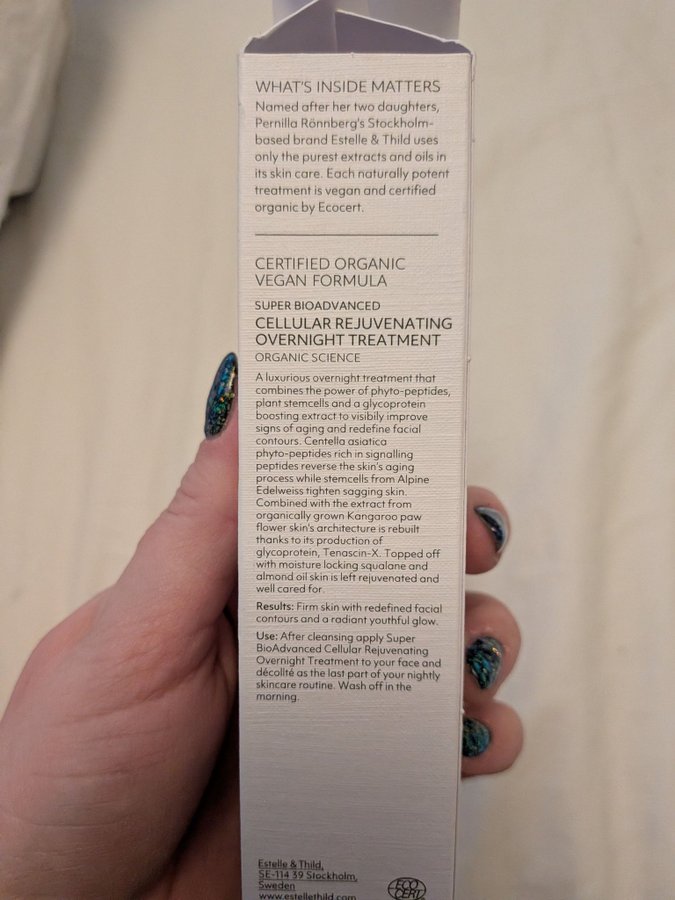 WHAT'S INSIDE MATTERS
Named after her two daughters,
Pernilla Rönnberg's Stockholm-
based brand Estelle & Thild uses
only the purest extracts and oils in
its skin care. Each naturally potent
treatment is vegan and certified
organic by Ecocert.
CERTIFIED ORGANIC
VEGAN FORMULA
SUPER BIOADVANCED
CELLULAR REJUVENATING
OVERNIGHT TREATMENT
ORGANIC SCIENCE
A luxurious overnight treatment that
combines the power of phyto-peptides,
plant stemcells and a glycoprotein
boosting extract to visibily improve
signs of aging and redefine facial
contours. Centella asiatica
phyto-peptides rich in signalling
peptides reverse the skin's aging
process while stemcells from Alpine
Edelweiss tighten sagging skin.
Combined with the extract from
organically grown Kangaroo paw
flower skin's architecture is rebuilt
thanks to its production of
glycoprotein, Tenascin-X. Topped off
with moisture locking squalane and
almond oil skin is left rejuvenated and
well cared for.
Results: Firm skin with redefined facial
contours and a radiant youthful glow.
Use: After cleansing apply Super
BioAdvanced Cellular Rejuvenating
Overnight Treatment to your face and
décollté as the last part of your nightly
skincare routine. Wash off in the
morning.
Estelle & Thild,
SE-114 39 Stockholm,
Sweden
www.estellethild.com
ECO
CERT